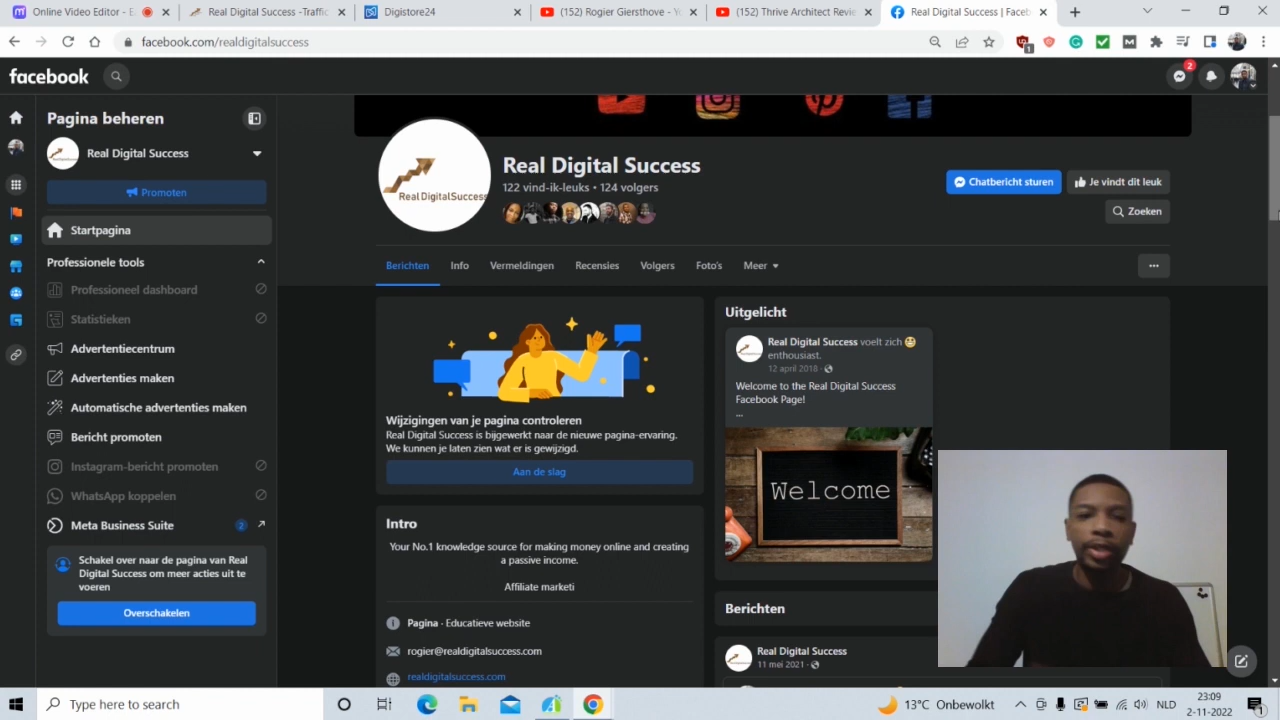 Online Video Editor - E
Real Digital Success -Traffi
Digistore24
(152) Rogier Giersthove - Y
(152) Thrive Architect Revi
Real Digital Success | Faceb
facebook.com/realdigitalsuccess
1
facebook
2
Pagina beheren
Real Digital Success
Promoten
Startpagina
Professionele tools
Professioneel dashboard
Statistieken
Advertentiecentrum
Advertenties maken
Automatische advertenties maken
Bericht promoten
Instagram-bericht promoten
WhatsApp koppelen
Meta Business Suite
2
Schakel over naar de pagina van Real
Digital Success om meer acties uit te
voeren
Overschakelen
Real DigitalSuccess
Real Digital Success
122 vind-ik-leuks • 124 volgers
Chatbericht sturen
Je vindt dit leuk
Zoeken
Berichten
Info
Vermeldingen
Recensies
Volgers
Foto's
Meer
Wijzigingen van je pagina controleren
Real Digital Success is bijgewerkt naar de nieuwe pagina-ervaring.
We kunnen je laten zien wat er is gewijzigd.
Aan de slag
Intro
Your No.1 knowledge source for making money online and creating
a passive income.
Affiliate marketi
Pagina · Educatieve website
rogier@realdigitalsuccess.com
realdigitalsuccess.com
Uitgelicht
Real Digital Success voelt zich
enthousiast.
12 april 2018 ·
Welcome to the Real Digital Success
Facebook Page!
...
Welcome
Berichten
Real Digital Success
11 mei 2021 ·
Type here to search
13°C Onbewolkt
NLD
23:09
2-11-2022
1